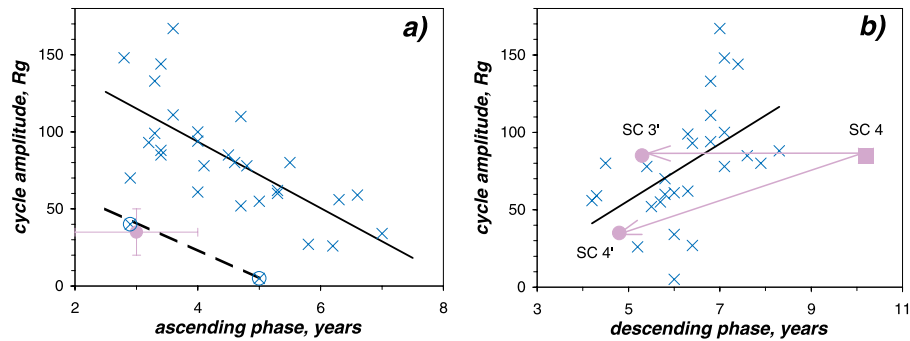 a)
cycle amplitude, Rg
150
100
50
0
2
4
6
8
ascending phase, years
b)
cycle amplitude, Rg
150
100
50
0
SC 3'
SC 4
SC 4'
3
5
7
9
11
descending phase, years